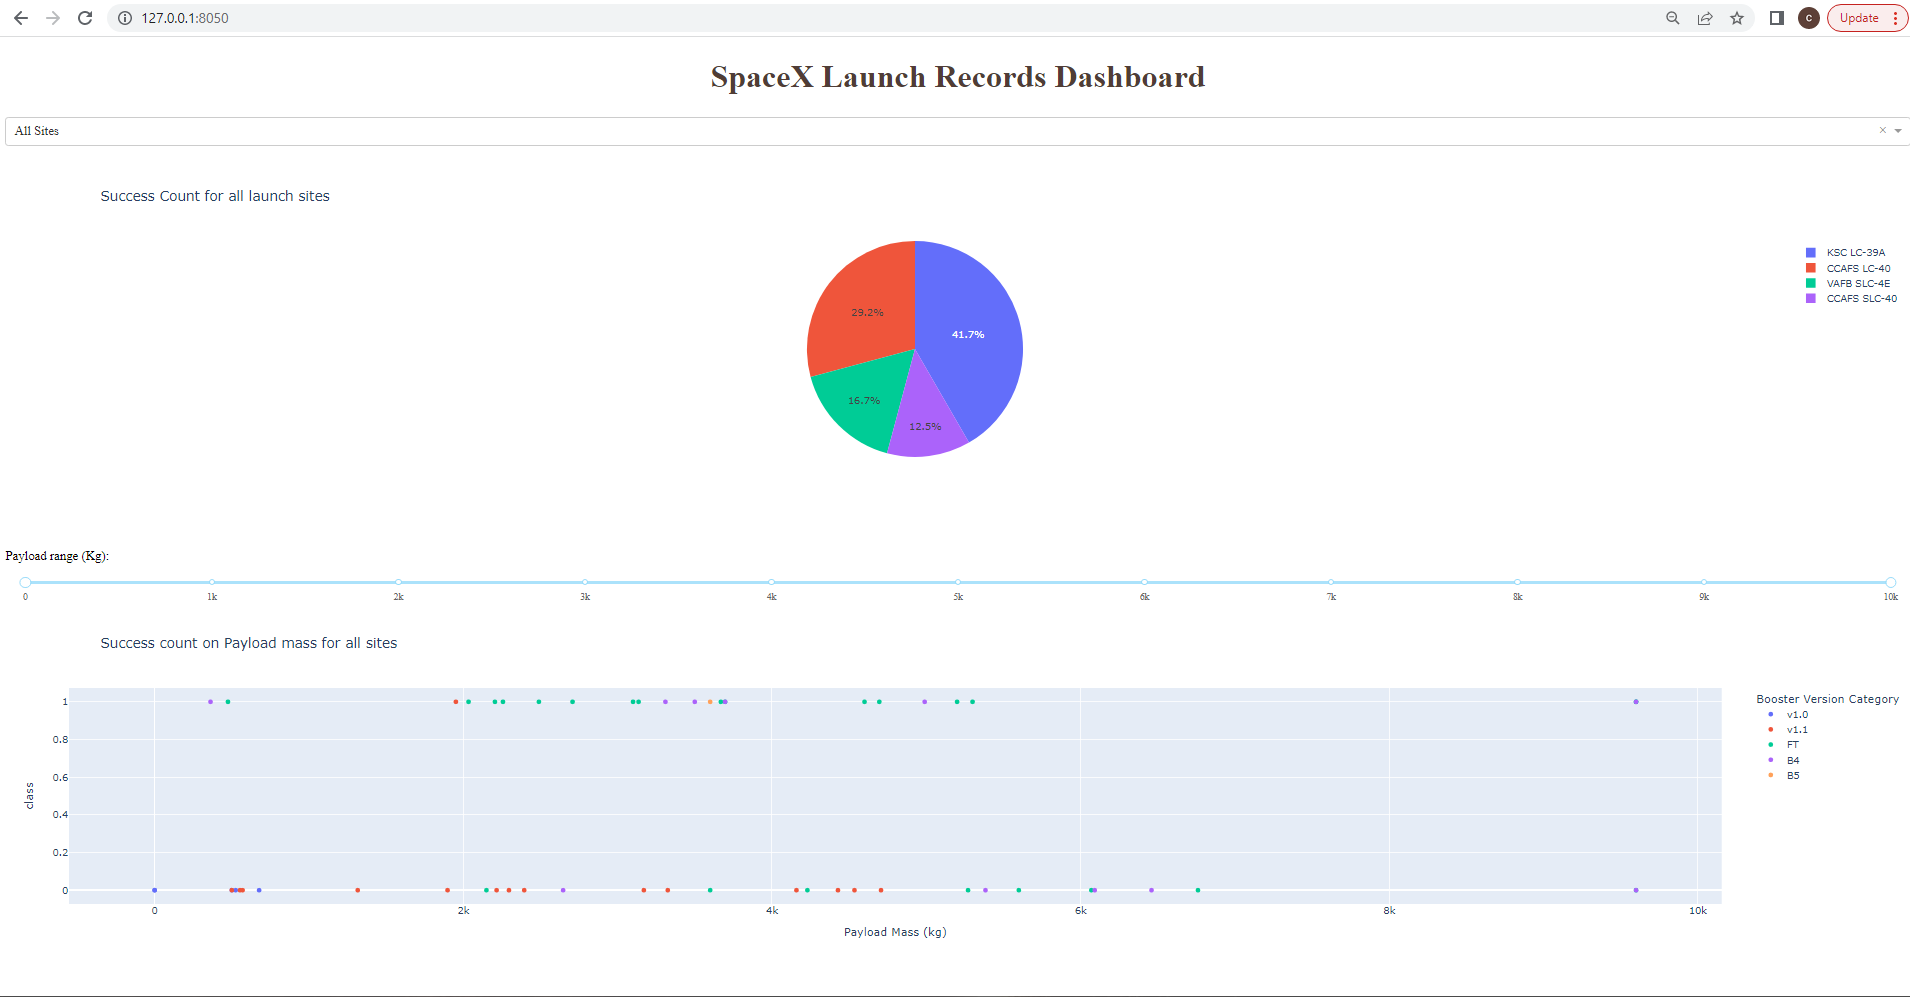 127.0.0.1:8050
C
Update
SpaceX Launch Records Dashboard
All Sites
Success Count for all launch sites
KSC LC-39A
CCAFS LC-40
VAFB SLC-4E
CCAFS SLC-40
29.2%
41.7%
16.7%
12.5%
Payload range (Kg):
0 1k 2k 3k 4k 5k 6k 7k 8k 9k 10k
Success count on Payload mass for all sites
Booster Version Category
v1.0
v1.1
FT
B4
B5
class
1
0.8
0.6
0.4
0.2
0
0 2k 4k 6k 8k 10k
Payload Mass (kg)